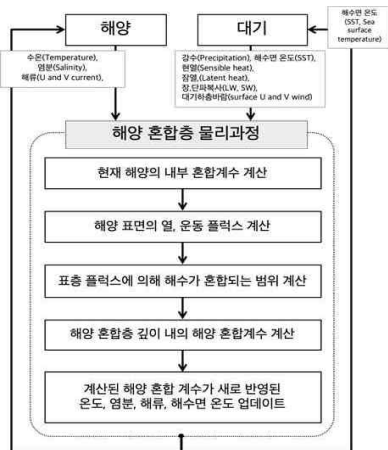 해양
대기
해수면 온도
(SST, Sea
surface
temperature)
수온(Temperature),
염분(Salinity),
해류(U and V current),
강수(Precipitation), 해수면 온도(SST),
현열(Sensible heat),
잠열,(Latent heat),
장,단파복사(LW, SW),
대기하층바람(surface U and V wind)
해양 혼합층 물리과정
현재 해양의 내부 혼합계수 계산
해양 표면의 열, 운동 플럭스 계산
표층 플럭스에 의해 해수가 혼합되는 범위 계산
해양 혼합층 깊이 내의 해양 혼합계수 계산
계산된 해양 혼합 계수가 새로 반영된
온도, 염분, 해류, 해수면 온도 업데이트